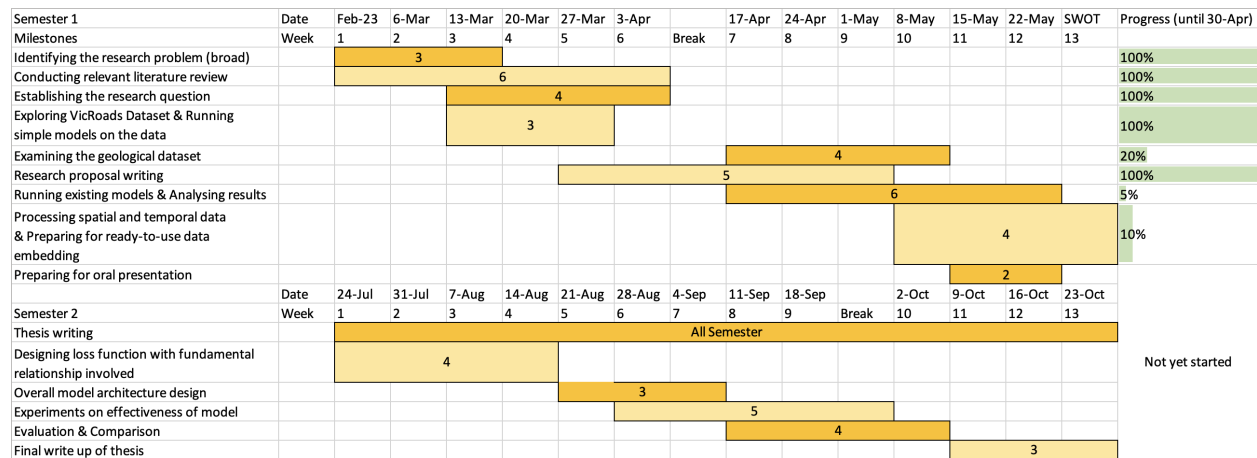 Semester 1 Date Feb-23 6-Mar 13-Mar 20-Mar 27-Mar 3-Apr 17-Apr 24-Apr 1-May 8-May 15-May 22-May SWOT Progress (until 30-Apr)
Milestones Week 1 2 3 4 5 6 Break 7 8 9 10 11 12 13
Identifying the research problem (broad) 3 100%
Conducting relevant literature review 6 100%
Establishing the research question 4 100%
Exploring VicRoads Dataset & Running
simple models on the data 3 100%
Examining the geological dataset 4 20%
Research proposal writing 5 100%
Running existing models & Analysing results 6 5%
Processing spatial and temporal data
& Preparing for ready-to-use data
embedding 4 10%
Preparing for oral presentation 2
Date 24-Jul 31-Jul 7-Aug 14-Aug 21-Aug 28-Aug 4-Sep 11-Sep 18-Sep 2-Oct 9-Oct 16-Oct 23-Oct
Semester 2 Week 1 2 3 4 5 6 7 8 9 Break 10 11 12 13
Thesis writing All Semester
Designing loss function with fundamental
relationship involved 4 Not yet started
Overall model architecture design 3
Experiments on effectiveness of model 5
Evaluation & Comparison 4
Final write up of thesis 3